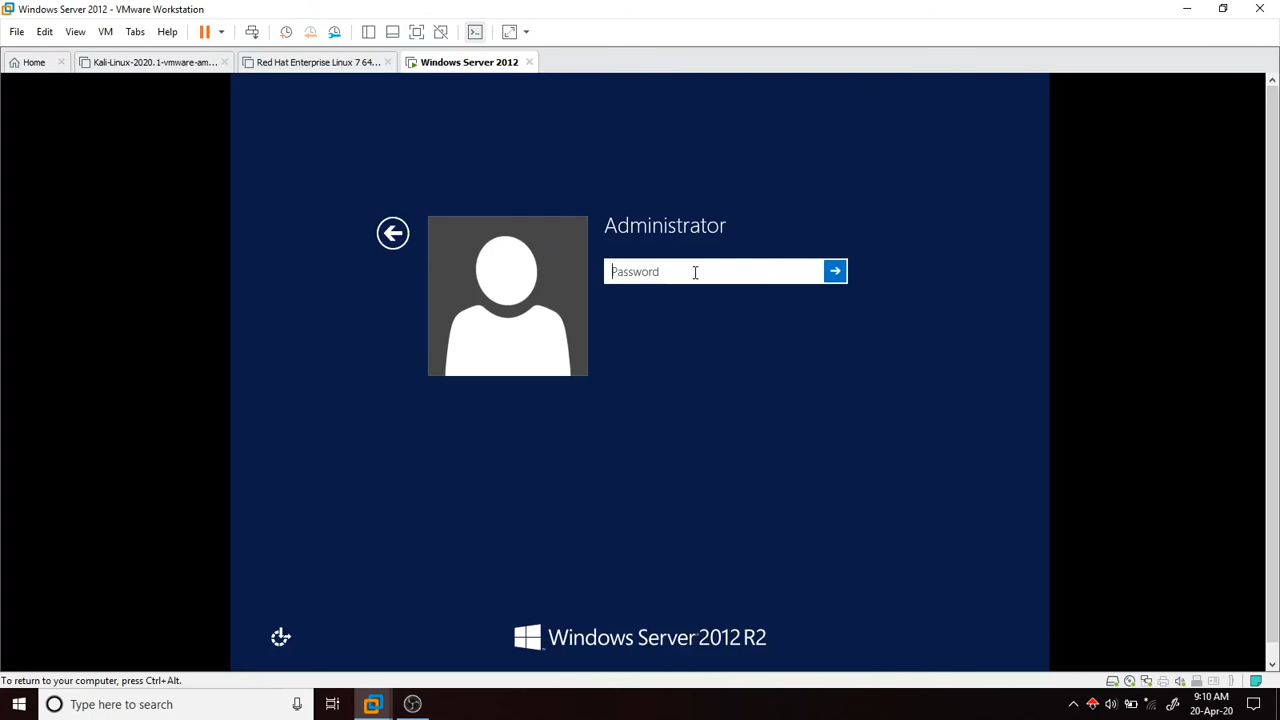 Windows Server 2012 - VMware Workstation
File Edit View VM Tabs Help
Home Kali-Linux-2020.1-vmware-am... Red Hat Enterprise Linux 7 64... Windows Server 2012
Administrator
Password
Windows Server 2012 R2
To return to your computer, press Ctrl+Alt.
Type here to search
9:10 AM
20-Apr-20